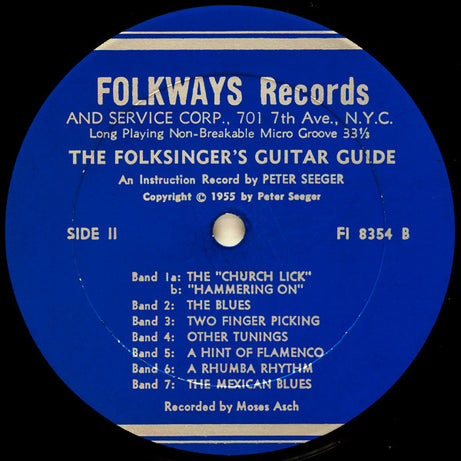 FOLKWAYS Records
AND SERVICE CORP., 701 7th Ave., N.Y.C.
Long Playing Non-Breakable Micro Groove 33⅓
THE FOLKSINGER'S GUITAR GUIDE
An Instruction Record by PETER SEEGER
Copyright © 1955 by Peter Seeger
SIDE II FI 8354 B
Band 1a: THE "CHURCH LICK"
b: "HAMMERING ON"
Band 2: THE BLUES
Band 3: TWO FINGER PICKING
Band 4: OTHER TUNINGS
Band 5: A HINT OF FLAMENCO
Band 6: A RHUMBA RHYTHM
Band 7: THE MEXICAN BLUES
Recorded by Moses Asch